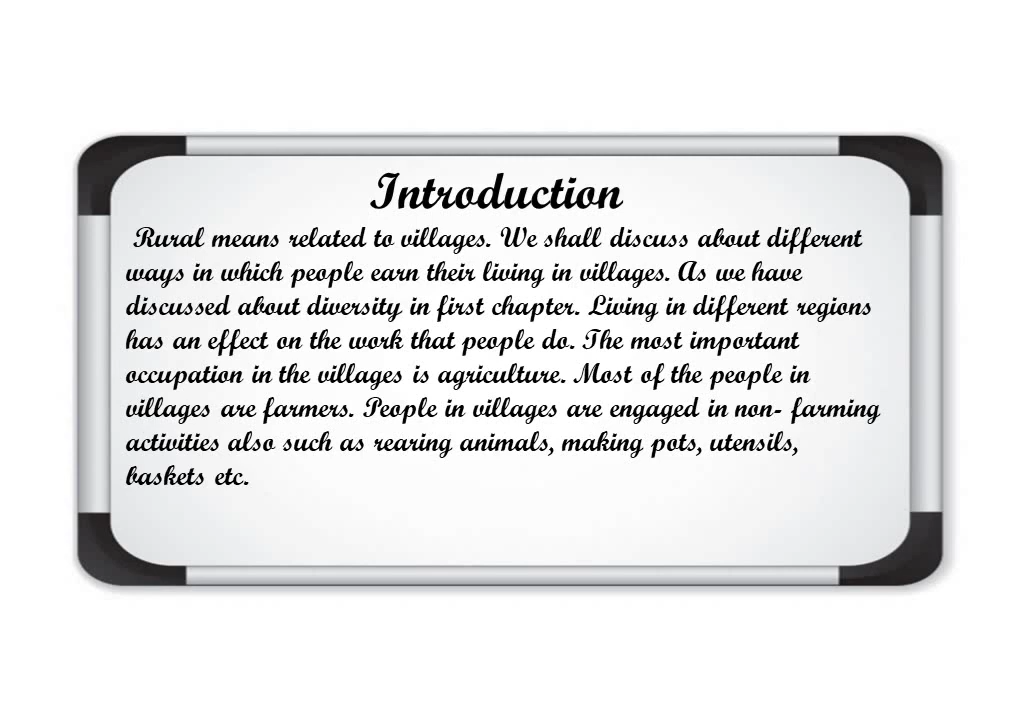 Introduction
Rural means related to villages. We shall discuss about different
ways in which people earn their living in villages. As we have
discussed about diversity in first chapter. Living in different regions
has an effect on the work that people do. The most important
occupation in the villages is agriculture. Most of the people in
villages are farmers. People in villages are engaged in non- farming
activities also such as rearing animals, making pots, utensils,
baskets etc.